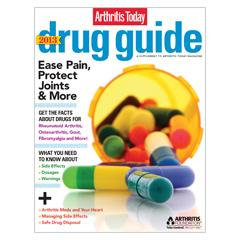 Arthritis Today
2013
drug guide
A SUPPLEMENT TO ARTHRITIS TODAY MAGAZINE
Ease Pain,
Protect
Joints
& More
GET THE FACTS
ABOUT DRUGS FOR
Rheumatoid Arthritis,
Osteoarthritis, Gout,
Fibromyalgia and More!
WHAT YOU NEED
TO KNOW ABOUT
• Side Effects
• Dosages
• Warnings
+
• Arthritis Meds and Your Heart
• Managing Side Effects
• Safe Drug Disposal
ARTHRITIS
FOUNDATION